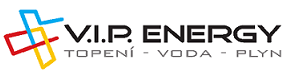 V.I.P. ENERGY
TOPENÍ - VODA - PLYN